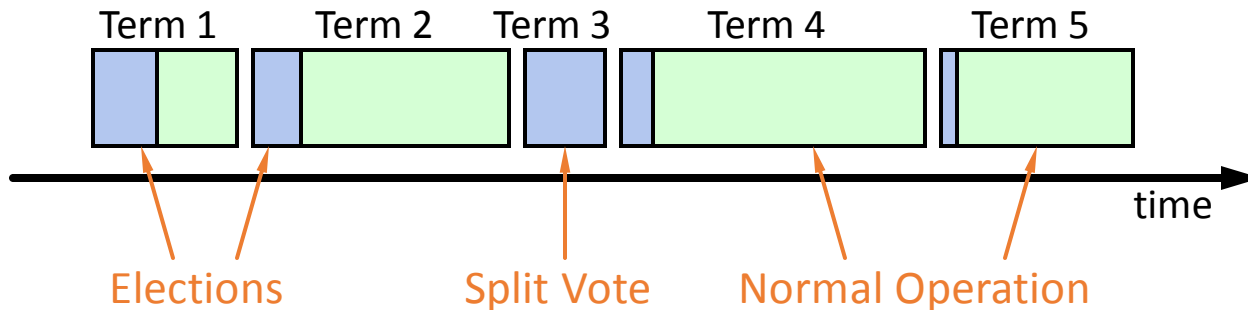 Term 1 Term 2 Term 3 Term 4 Term 5
time
Elections Split Vote Normal Operation